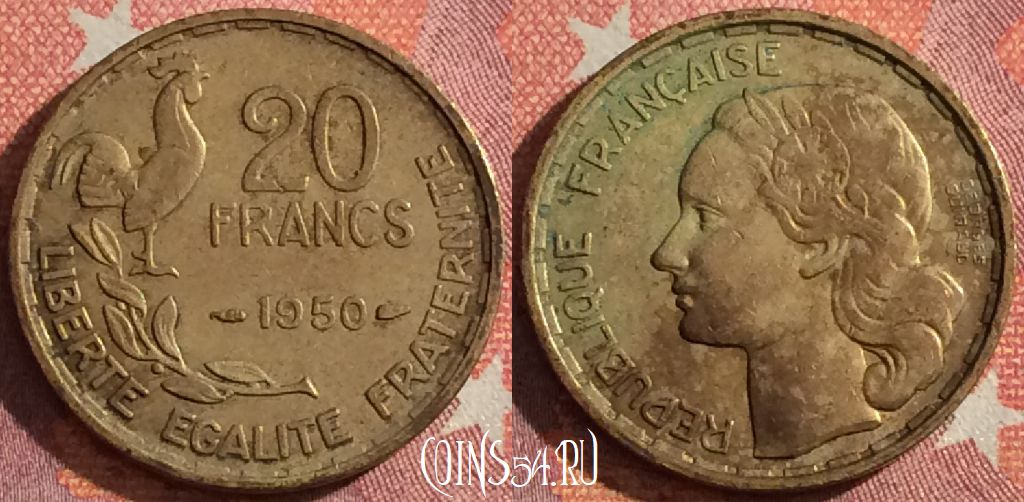 20
FRANCS
1950
LIBERTE EGALITE FRATERNITE
REPUBLIQUE FRANÇAISE
COINS54.RU